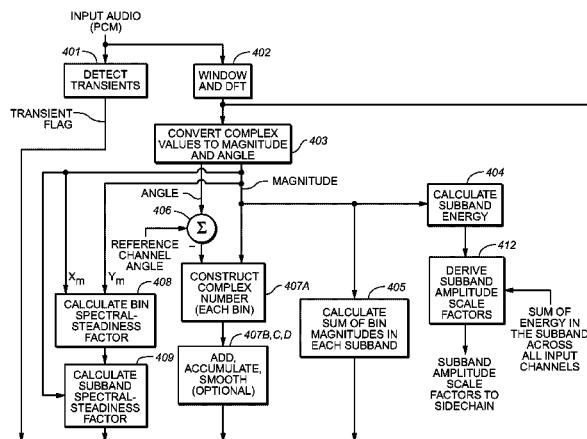 INPUT AUDIO
(PCM)
401
402
DETECT
TRANSIENTS
WINDOW
AND DFT
TRANSIENT
FLAG
CONVERT COMPLEX
VALUES TO MAGNITUDE
AND ANGLE
403
MAGNITUDE
ANGLE
404
CALCULATE
SUBBAND
ENERGY
406
Σ
REFERENCE
CHANNEL
ANGLE
–
412
DERIVE
SUBBAND
AMPLITUDE
SCALE
FACTORS
Xm
Ym
CONSTRUCT
COMPLEX
NUMBER
(EACH BIN)
407A
408
CALCULATE BIN
SPECTRAL-
STEADINESS
FACTOR
405
CALCULATE
SUM OF BIN
MAGNITUDES IN
EACH SUBBAND
SUM OF
ENERGY IN THE
SUBBAND
ACROSS
ALL INPUT
CHANNELS
407B,C,D
ADD,
ACCUMULATE,
SMOOTH
(OPTIONAL)
409
CALCULATE
SUBBAND
SPECTRAL-
STEADINESS
FACTOR
SUBBAND
AMPLITUDE
SCALE
FACTORS TO
SIDECHAIN